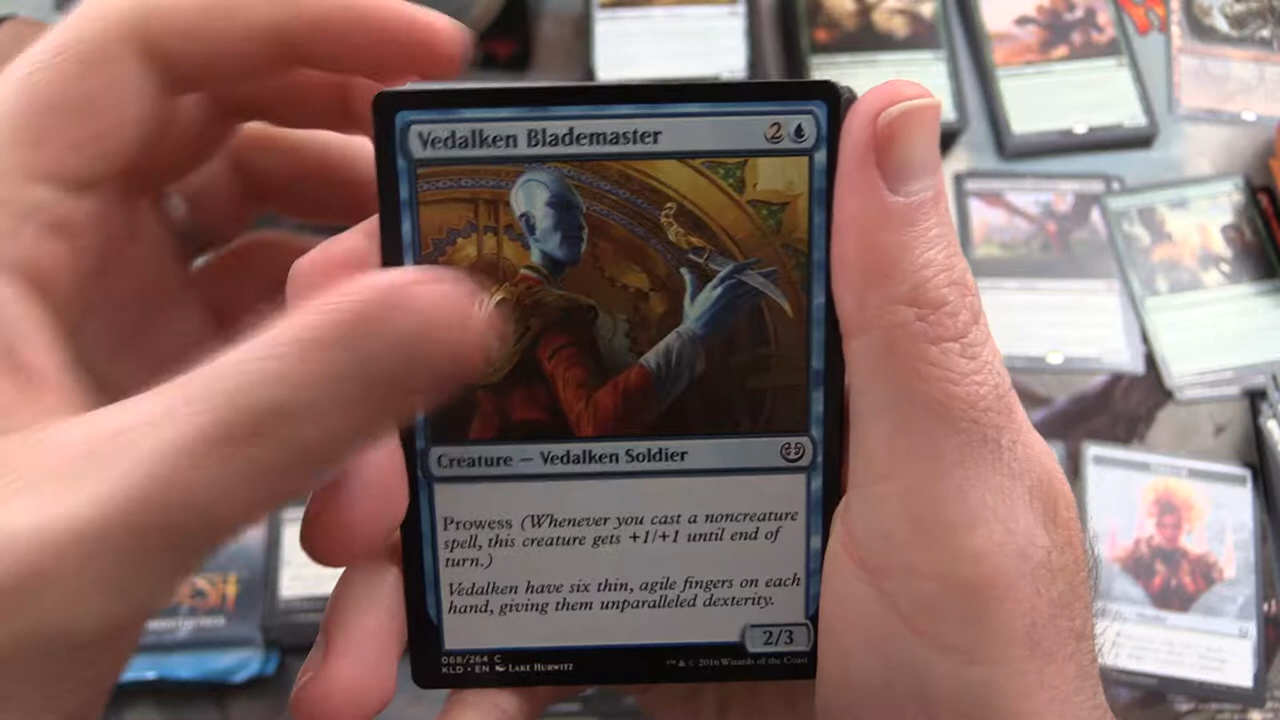 Vedalken Blademaster 2
Creature — Vedalken Soldier
Prowess (Whenever you cast a noncreature
spell, this creature gets +1/+1 until end of
turn.)
Vedalken have six thin, agile fingers on each
hand, giving them unparalleled dexterity.
2/3
068/264 C
KLD • EN Lake Hurwitz
™ & © 2016 Wizards of the Coast